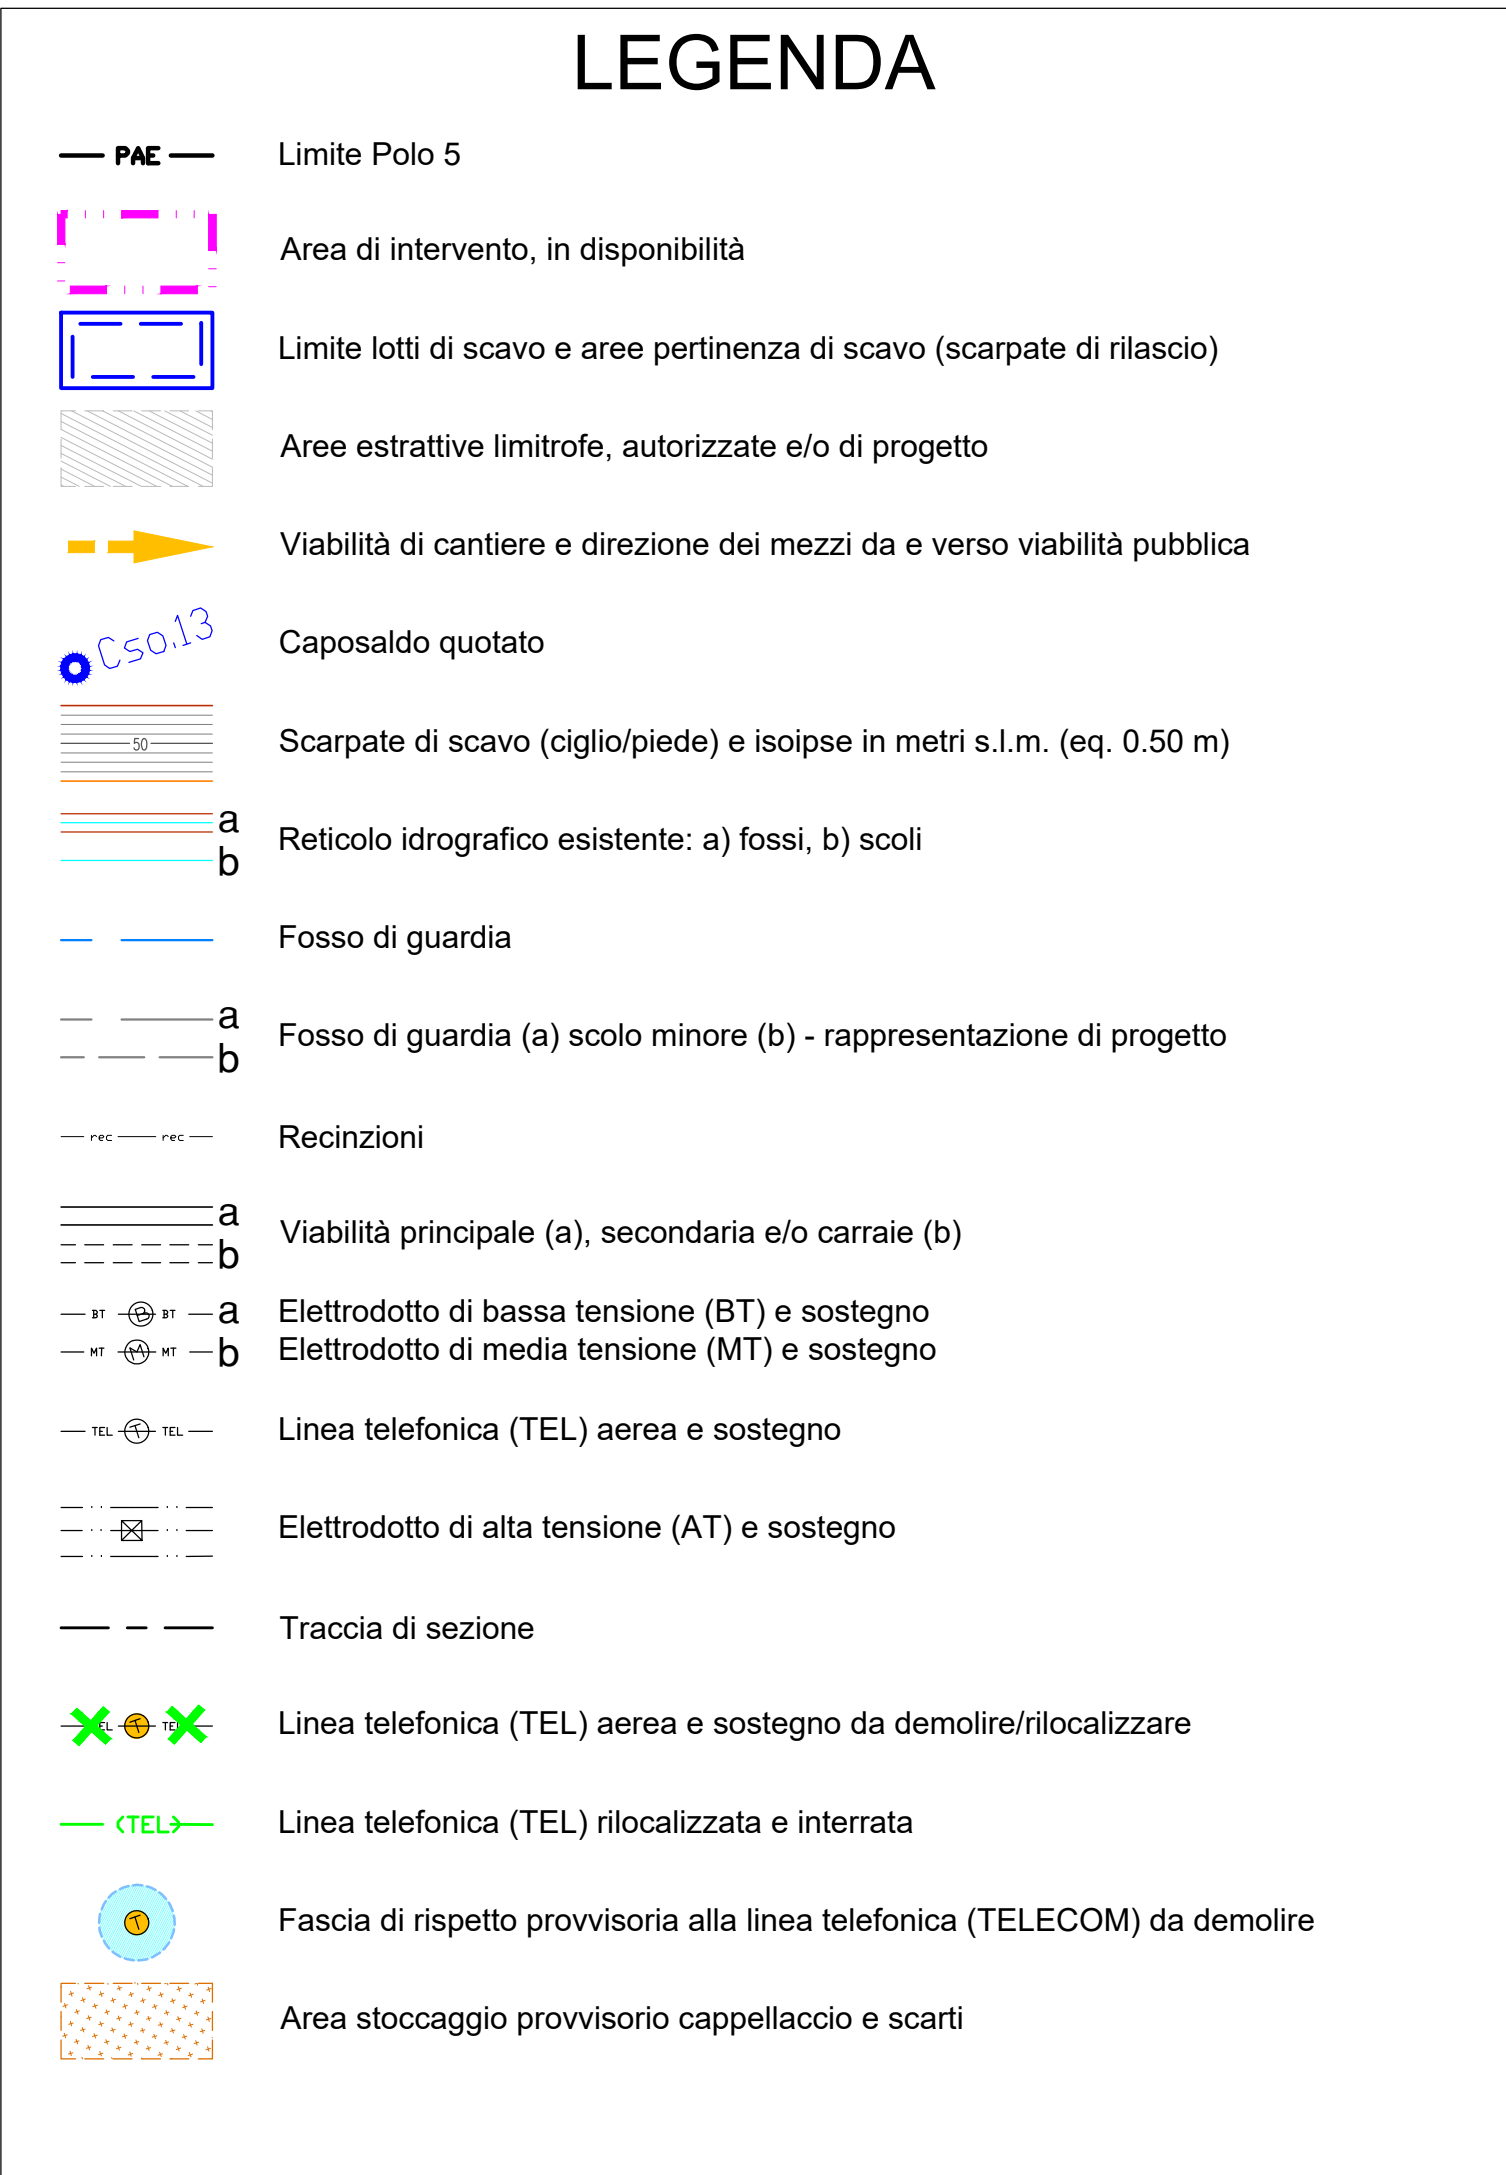 LEGENDA
PAE Limite Polo 5
Area di intervento, in disponibilità
Limite lotti di scavo e aree pertinenza di scavo (scarpate di rilascio)
Aree estrattive limitrofe, autorizzate e/o di progetto
Viabilità di cantiere e direzione dei mezzi da e verso viabilità pubblica
Cso.13 Caposaldo quotato
50 Scarpate di scavo (ciglio/piede) e isoipse in metri s.l.m. (eq. 0.50 m)
a
Reticolo idrografico esistente: a) fossi, b) scoli
b
Fosso di guardia
a
Fosso di guardia (a) scolo minore (b) - rappresentazione di progetto
b
rec rec Recinzioni
a
Viabilità principale (a), secondaria e/o carraie (b)
b
BT B BT a Elettrodotto di bassa tensione (BT) e sostegno
MT M MT b Elettrodotto di media tensione (MT) e sostegno
TEL T TEL Linea telefonica (TEL) aerea e sostegno
Elettrodotto di alta tensione (AT) e sostegno
Traccia di sezione
EL T TE Linea telefonica (TEL) aerea e sostegno da demolire/rilocalizzare
(TEL) Linea telefonica (TEL) rilocalizzata e interrata
T Fascia di rispetto provvisoria alla linea telefonica (TELECOM) da demolire
Area stoccaggio provvisorio cappellaccio e scarti